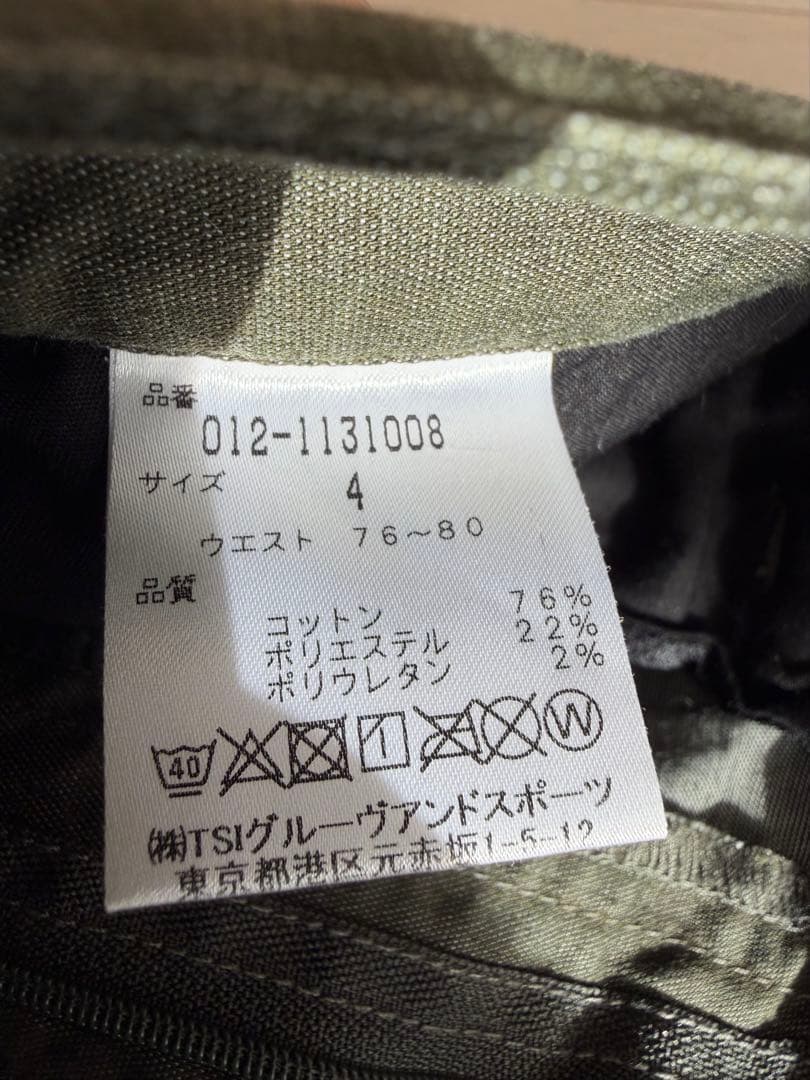 品番
012-1131008
サイズ 4
ウエスト 76～80
品質
コットン 76%
ポリエステル 22%
ポリウレタン 2%
40 W
㈱TSIグルーヴアンドスポーツ
東京都港区元赤坂1-5-12